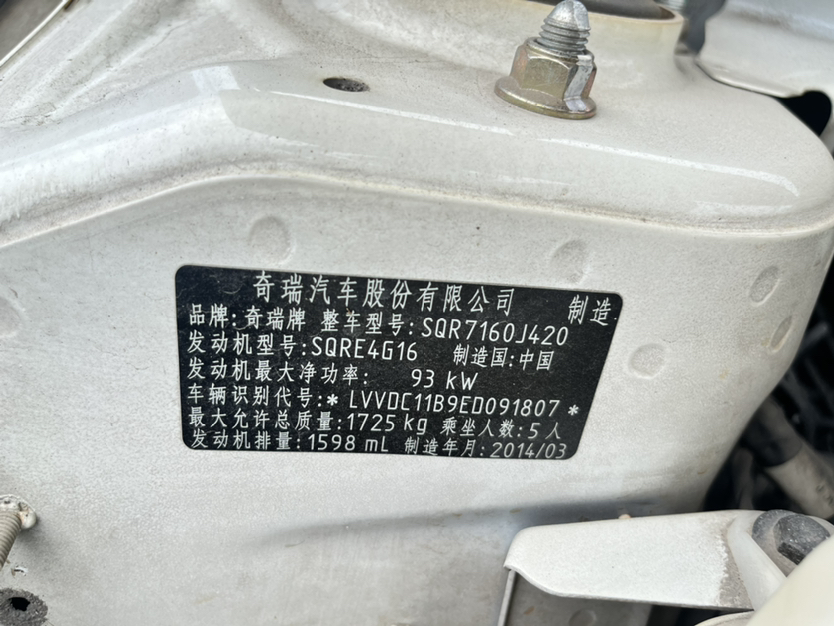 奇瑞汽车股份有限公司 制造
品牌:奇瑞牌 整车型号:SQR7160J420
发动机型号:SQRE4G16 制造国:中国
发动机最大净功率: 93 kW
车辆识别代号:* LVVDC11B9ED091807 *
最大允许总质量:1725 kg 乘坐人数:5 人
发动机排量:1598 mL 制造年月:2014/03